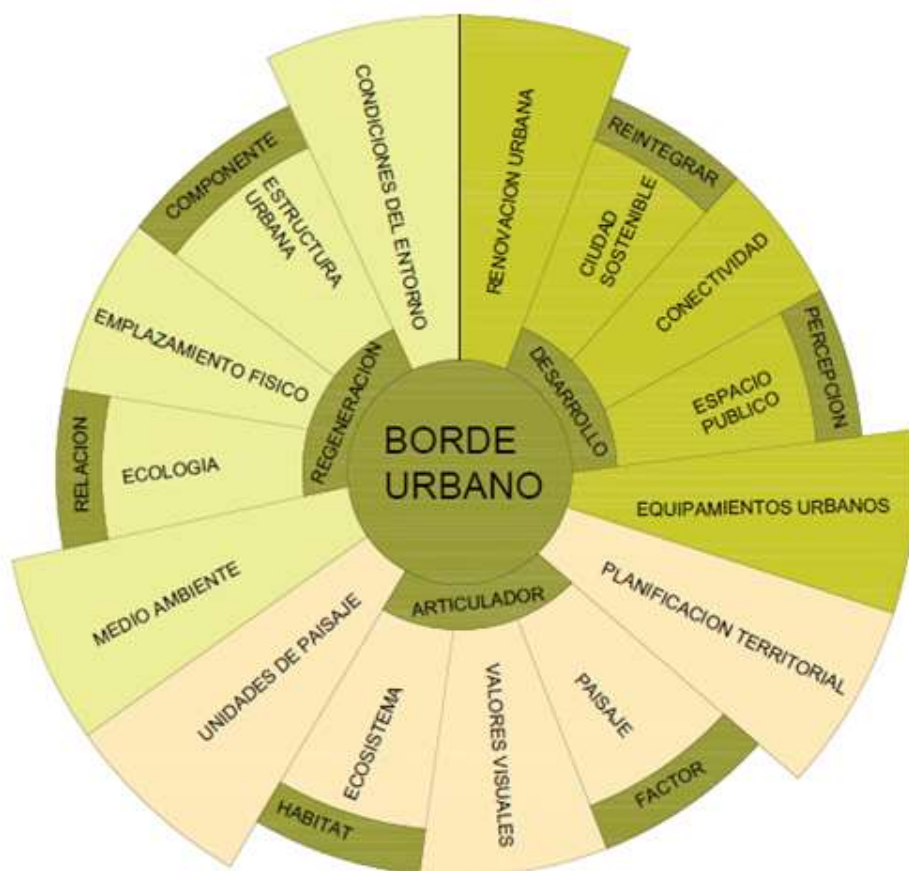 BORDE
URBANO
DESARROLLO
RENOVACION URBANA
CIUDAD
SOSTENIBLE
REINTEGRAR
CONECTIVIDAD
ESPACIO
PUBLICO
PERCEPCION
EQUIPAMIENTOS URBANOS
ARTICULADOR
PLANIFICACION TERRITORIAL
PAISAJE
FACTOR
VALORES VISUALES
ECOSISTEMA
HABITAT
UNIDADES DE PAISAJE
REGENERACION
MEDIO AMBIENTE
ECOLOGIA
RELACION
EMPLAZAMIENTO FISICO
ESTRUCTURA
URBANA
COMPONENTE
CONDICIONES DEL ENTORNO